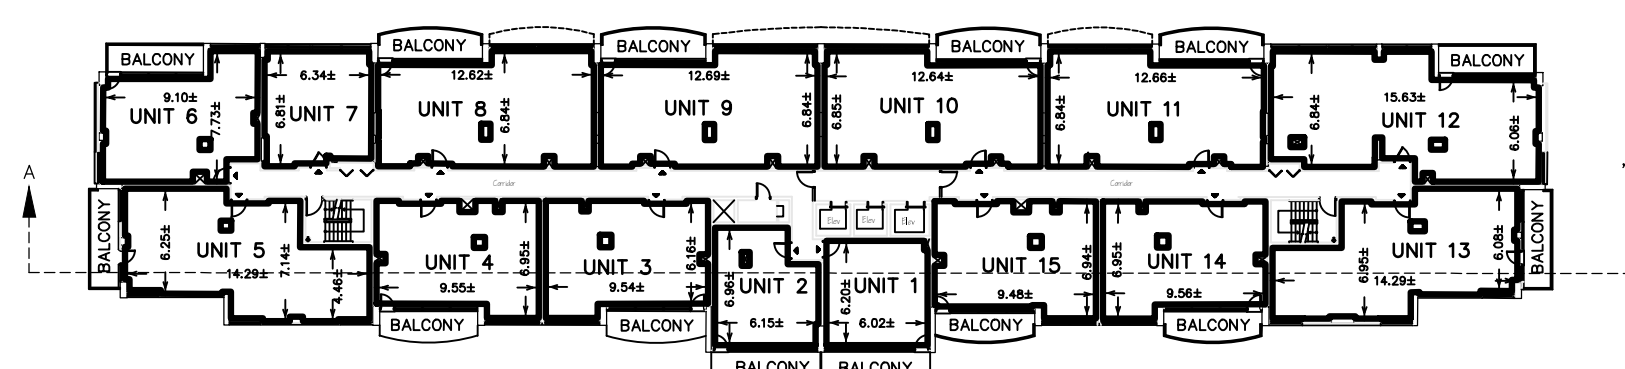 BALCONY
BALCONY
BALCONY
BALCONY
BALCONY
BALCONY
6.34±
12.62±
12.69±
12.64±
12.66±
9.10±
15.63±
UNIT 6
7.73±
6.81±
UNIT 7
UNIT 8
6.84±
UNIT 9
6.84±
6.85±
UNIT 10
6.84±
UNIT 11
6.84±
UNIT 12
6.06±
A
Corridor
Corridor
BALCONY
6.25±
UNIT 5
7.14±
14.29±
4.46±
UNIT 4
6.95±
9.55±
UNIT 3
6.16±
9.54±
Elev
Elev
Elev
6.96±
UNIT 2
6.15±
6.20±
UNIT 1
6.02±
UNIT 15
6.94±
9.48±
6.95±
UNIT 14
9.56±
6.95±
UNIT 13
6.08±
14.29±
BALCONY
BALCONY
BALCONY
BALCONY
BALCONY
BALCONY
BALCONY